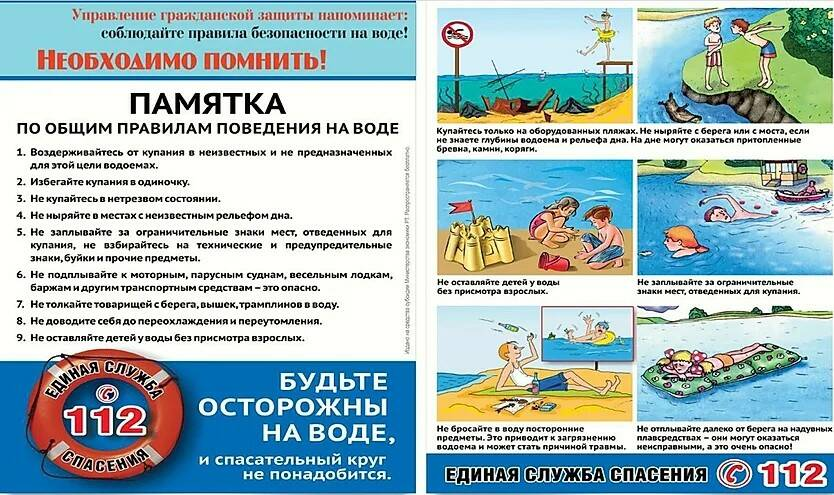 Управление гражданской защиты напоминает:
соблюдайте правила безопасности на воде!
Необходимо помнить!
ПАМЯТКА
ПО ОБЩИМ ПРАВИЛАМ ПОВЕДЕНИЯ НА ВОДЕ
1. Воздерживайтесь от купания в неизвестных и не предназначенных
для этой цели водоемах.
2. Избегайте купания в одиночку.
3. Не купайтесь в нетрезвом состоянии.
4. Не ныряйте в местах с неизвестным рельефом дна.
5. Не заплывайте за ограничительные знаки мест, отведенных для
купания, не взбирайтесь на технические и предупредительные
знаки, буйки и прочие предметы.
6. Не подплывайте к моторным, парусным суднам, весельным лодкам,
баржам и другим транспортным средствам – это опасно.
7. Не толкайте товарищей с берега, вышек, трамплинов в воду.
8. Не доводите себя до переохлаждения и переутомления.
9. Не оставляйте детей у воды без присмотра взрослых.
Издано на средства субвенции Министерства экономики РТ. Распространяется бесплатно.
ЕДИНАЯ СЛУЖБА
112
СПАСЕНИЯ
БУДЬТЕ
ОСТОРОЖНЫ
НА ВОДЕ,
и спасательный круг
не понадобится.
Купайтесь только на оборудованных пляжах. Не ныряйте с берега или с моста, если
не знаете глубины водоема и рельефа дна. На дне могут оказаться притопленные
бревна, камни, коряги.
Не оставляйте детей у воды
без присмотра взрослых.
Не заплывайте за ограничительные
знаки мест, отведенных для купания.
Не бросайте в воду посторонние
предметы. Это приводит к загрязнению
водоема и может стать причиной травмы.
Не отплывайте далеко от берега на надувных
плавсредствах – они могут оказаться
неисправными, а это очень опасно!
ЕДИНАЯ СЛУЖБА СПАСЕНИЯ 112